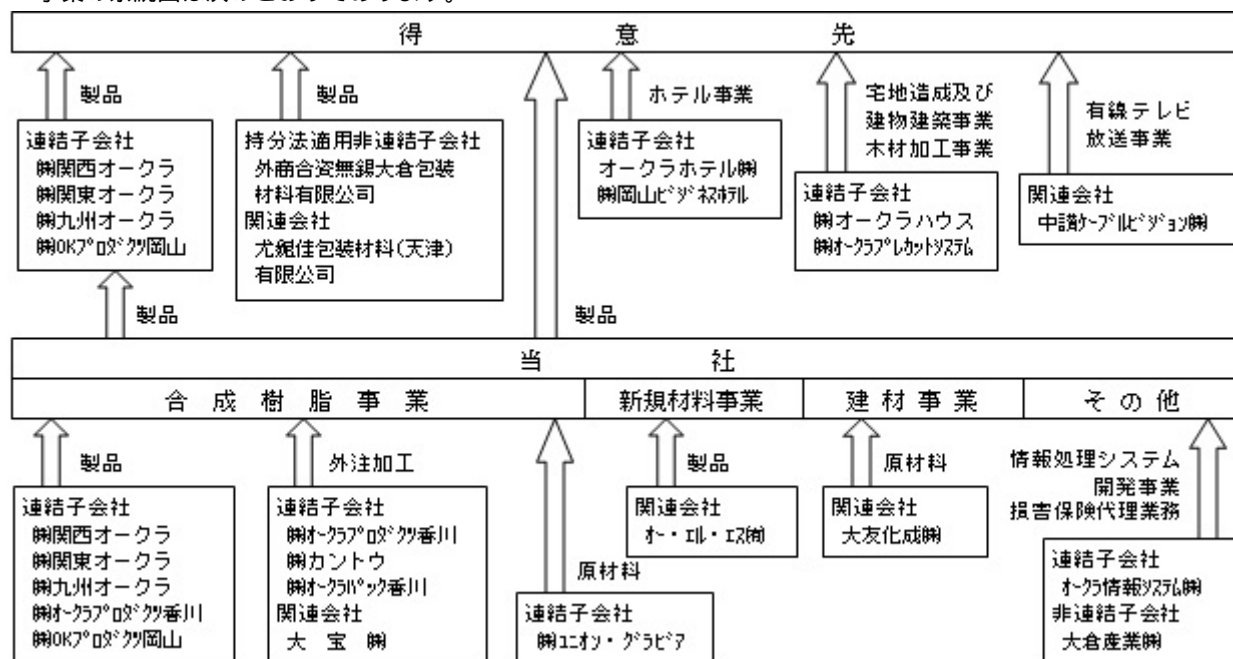 得意先
製品
製品
ホテル事業
宅地造成及び
建物建築事業
木材加工事業
有線テレビ
放送事業
連結子会社
㈱関西オークラ
㈱関東オークラ
㈱九州オークラ
㈱OKプロダクツ岡山
持分法適用非連結子会社
外商合資無錫大倉包装
材料有限公司
関連会社
包装材料(天津)
有限公司
連結子会社
オークラホテル㈱
㈱岡山ビジネスホテル
連結子会社
㈱オークラハウス
㈱オークラプレカットシステム
関連会社
中讃ケーブルビジョン㈱
製品
製品
当社
合成樹脂事業
新規材料事業
建材事業
その他
製品
外注加工
原材料
製品
原材料
情報処理システム
開発事業
損害保険代理業務
連結子会社
㈱関西オークラ
㈱関東オークラ
㈱九州オークラ
㈱オークラプロダクツ香川
㈱OKプロダクツ岡山
連結子会社
㈱オークラプロダクツ香川
㈱カントウ
㈱オークラパック香川
関連会社
大宝㈱
連結子会社
㈱ユニオン・グラビア
関連会社
オー・エル・エス㈲
関連会社
大友化成㈱
連結子会社
オークラ情報システム㈱
非連結子会社
大倉産業㈱